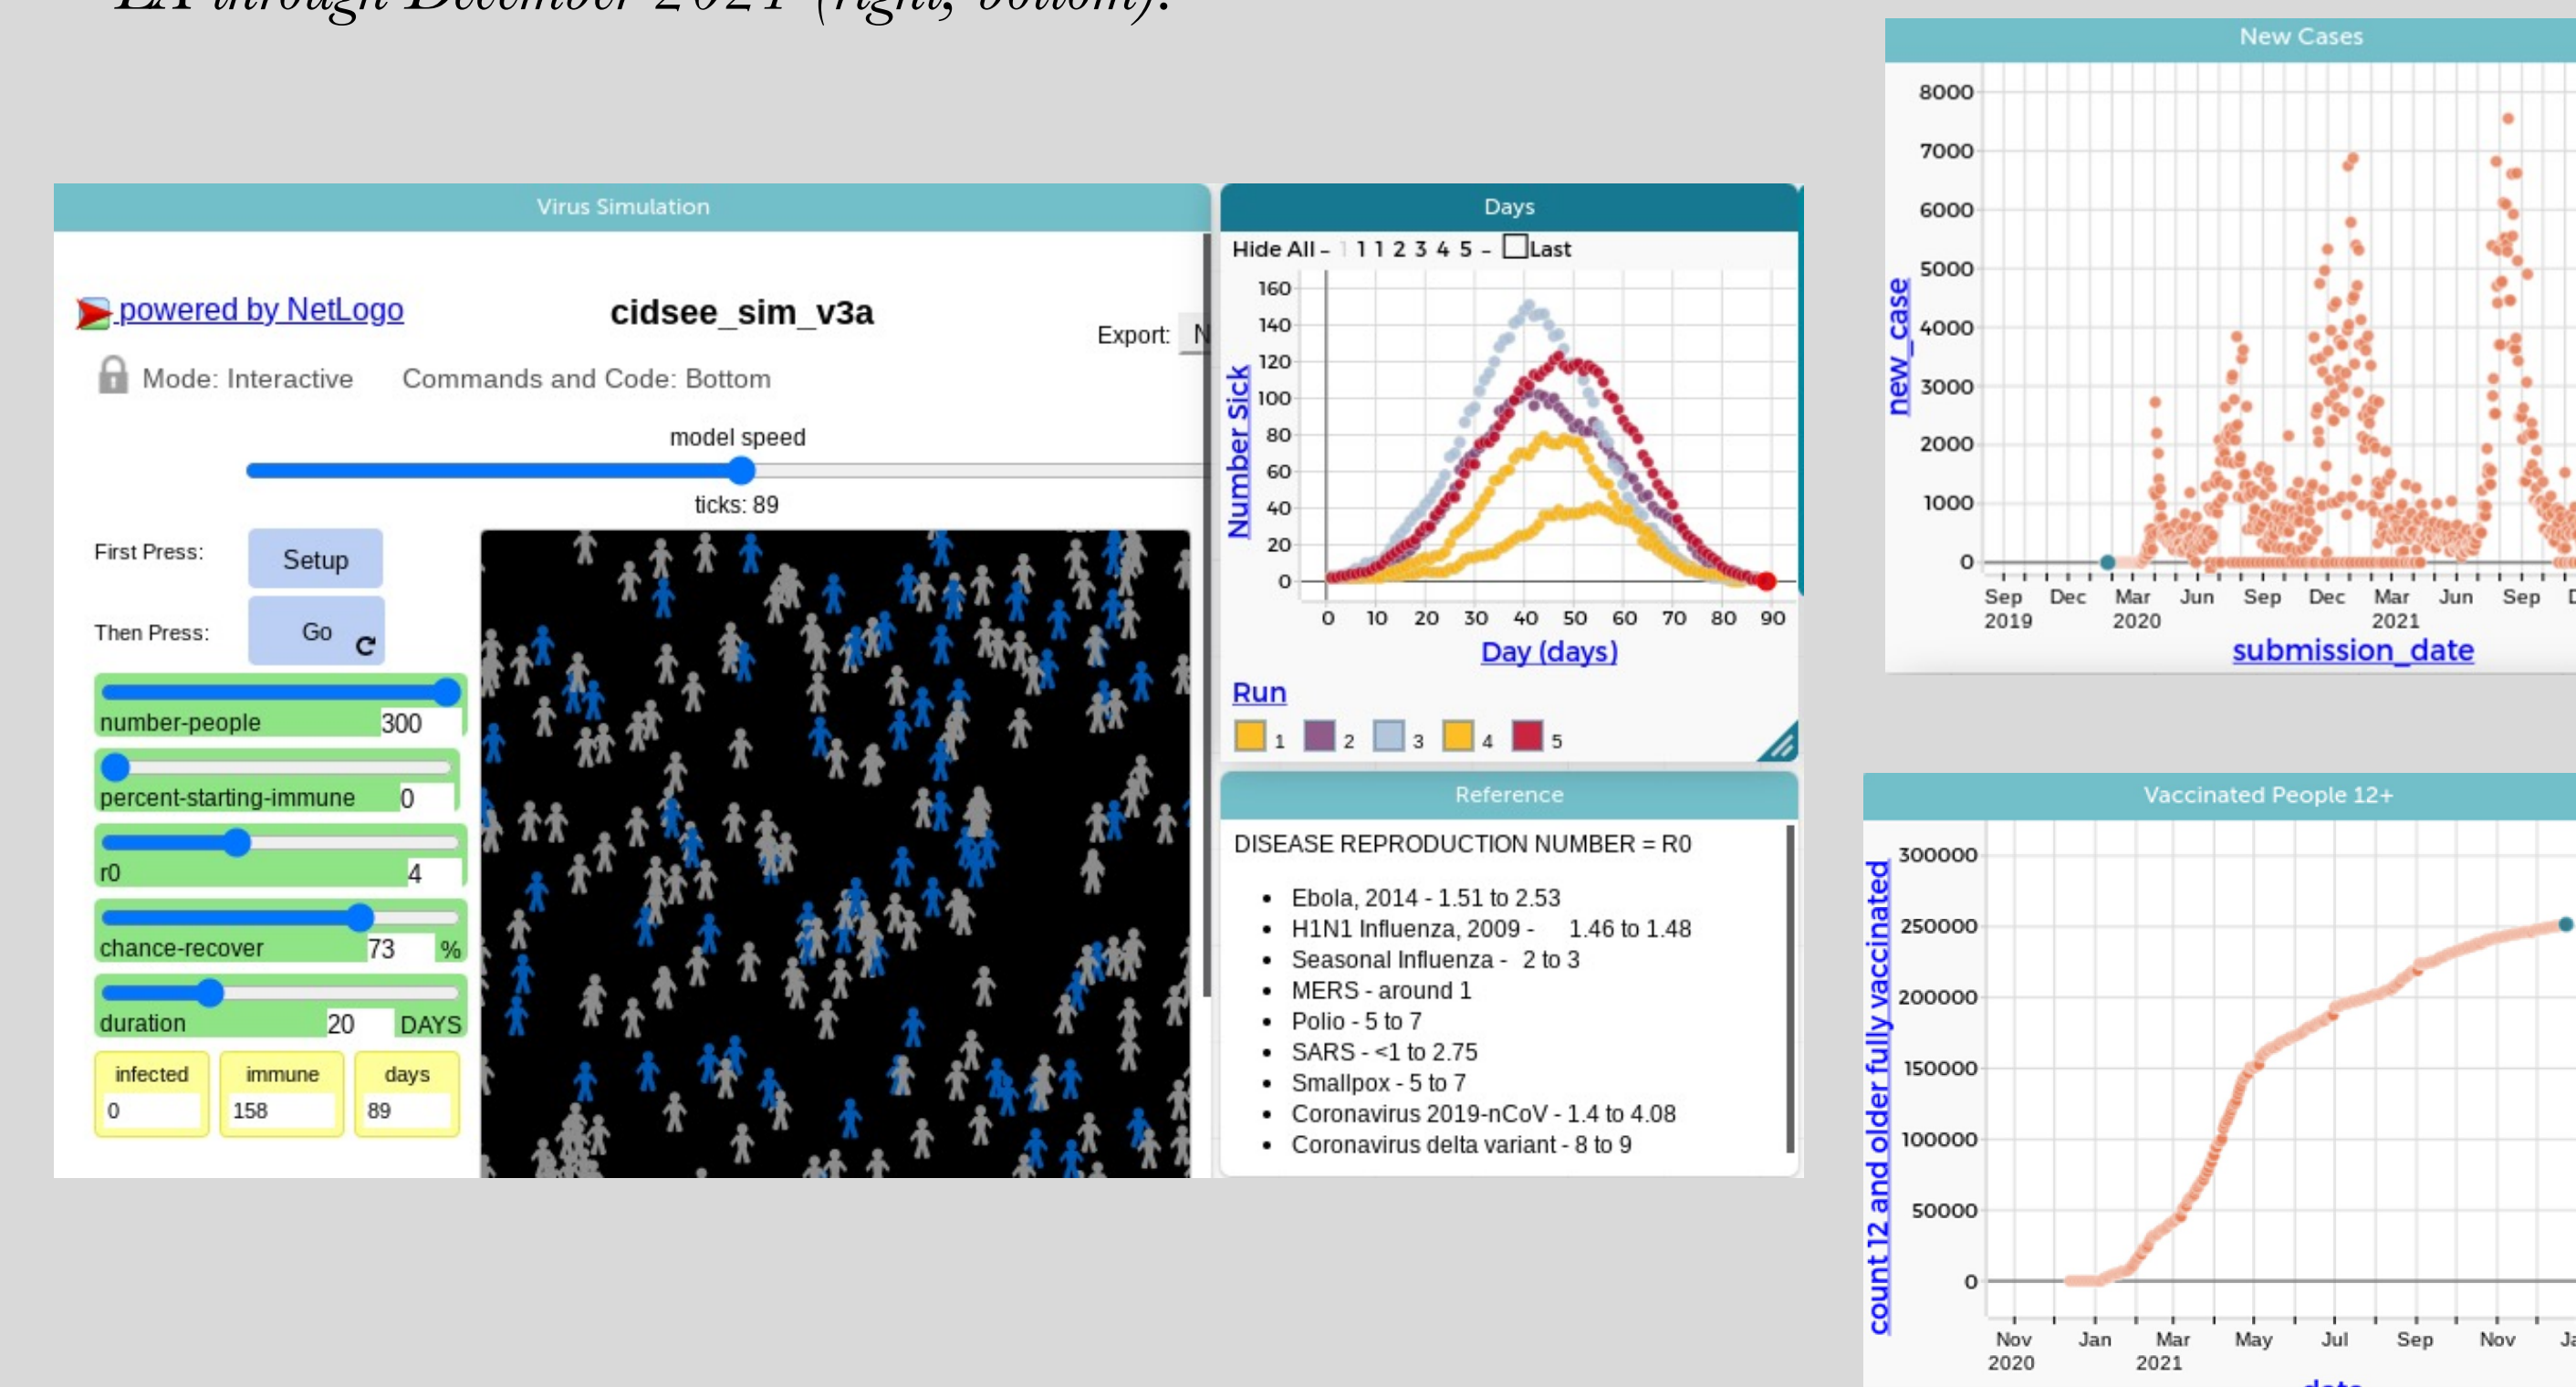 LA through December 2021 (right, bottom).
Virus Simulation
powered by NetLogo
cidsee_sim_v3a
Export: N
Mode: Interactive Commands and Code: Bottom
model speed
ticks: 89
First Press: Setup
Then Press: Go
number-people 300
percent-starting-immune 0
r0 4
chance-recover 73 %
duration 20 DAYS
infected immune days
0 158 89
Days
Hide All - 1 1 1 2 3 4 5 - Last
Number Sick
160
140
120
100
80
60
40
20
0
0 10 20 30 40 50 60 70 80 90
Day (days)
Run
1 2 3 4 5
Reference
DISEASE REPRODUCTION NUMBER = R0
• Ebola, 2014 - 1.51 to 2.53
• H1N1 Influenza, 2009 - 1.46 to 1.48
• Seasonal Influenza - 2 to 3
• MERS - around 1
• Polio - 5 to 7
• SARS - <1 to 2.75
• Smallpox - 5 to 7
• Coronavirus 2019-nCoV - 1.4 to 4.08
• Coronavirus delta variant - 8 to 9
New Cases
new_case
8000
7000
6000
5000
4000
3000
2000
1000
0
Sep Dec Mar Jun Sep Dec Mar Jun Sep D
2019 2020 2021
submission_date
Vaccinated People 12+
count 12 and older fully vaccinated
300000
250000
200000
150000
100000
50000
0
Nov Jan Mar May Jul Sep Nov Ja
2020 2021
date